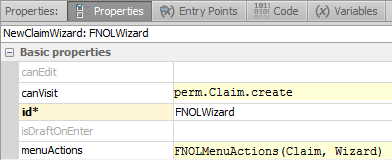 Properties: Properties Entry Points Code Variables
NewClaimWizard: FNOLWizard
Basic properties
canEdit
canVisit perm.Claim.create
id* FNOLWizard
isDraftOnEnter
menuActions FNOLMenuActions(Claim, Wizard)